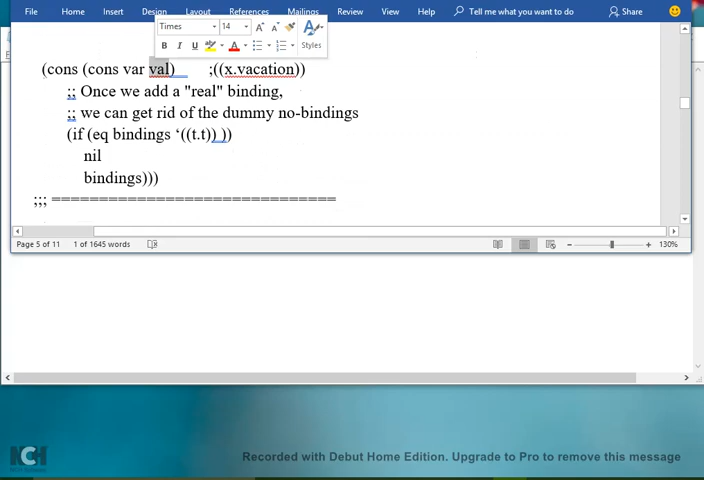 File Home Insert Design Layout References Mailings Review View Help Tell me what you want to do Share
Times 14
B I U Styles
(cons (cons var val) ;((x.vacation))
;; Once we add a "real" binding,
;; we can get rid of the dummy no-bindings
(if (eq bindings ‘((t.t)) ))
nil
bindings)))
;;; ==============================
Page 5 of 11 1 of 1645 words 130%
NCH
Recorded with Debut Home Edition. Upgrade to Pro to remove this message